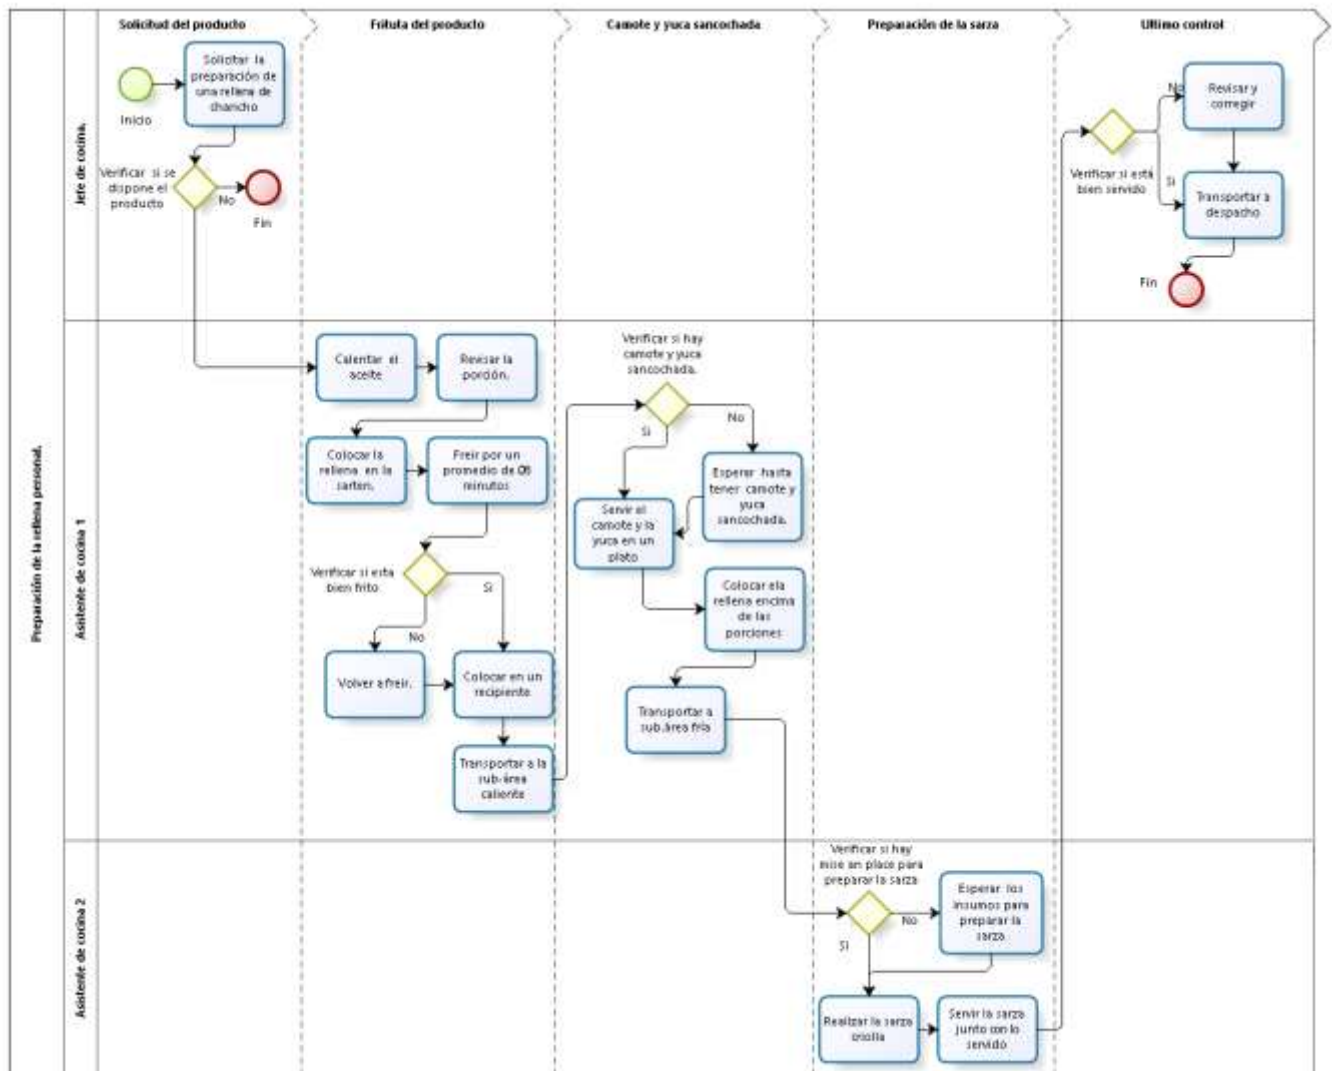 Solicitud del producto
Fritura del producto
Camote y yuca sancochada
Preparación de la sarza
Ultimo control
Preparación de la rellena personal.
Jefe de cocina.
Inicio
Solicitar la
preparación de
una rellena de
chancho
Verificar si se
dispone el
producto
No
Fin
Verificar si está
bien servido
No
Revisar y
corregir
Si
Transportar a
despacho
Fin
Asistente de cocina 1
Calentar el
aceite
Revisar la
porción.
Colocar la
rellena en la
sarten.
Freir por un
promedio de
minutos
Verificar si esta
bien frito
Si
No
Volver a freir.
Colocar en un
recipiente
Transportar a la
sub-área
caliente
Verificar si hay
camote y yuca
sancochada.
Si
No
Esperar hasta
tener camote y
yuca
sancochada.
Servir el
camote y la
yuca en un
plato
Colocar ela
rellena encima
de las
porciones
Transportar a
sub.área fría
Asistente de cocina 2
Verificar si hay
mise an place para
preparar la sarza
No
Si
Esperar los
insumos para
preparar la
sarza
Realizar la sarza
criolla
Servir la sarza
junto con lo
servido